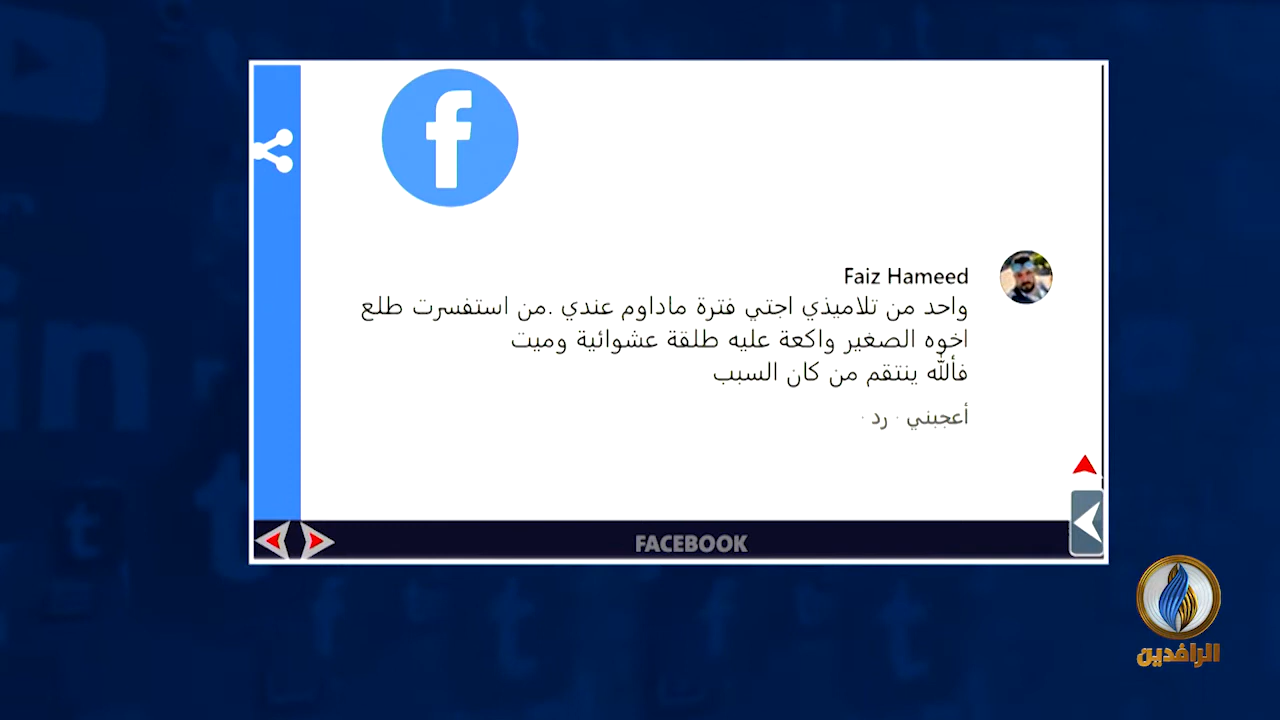 f
Faiz Hameed
واحد من تلاميذي اجتي فترة ماداوم عندي .من استفسرت طلع
اخوه الصغير واكعة عليه طلقة عشوائية وميت
فألله ينتقم من كان السبب
أعجبني · رد ·
FACEBOOK
الرافدين